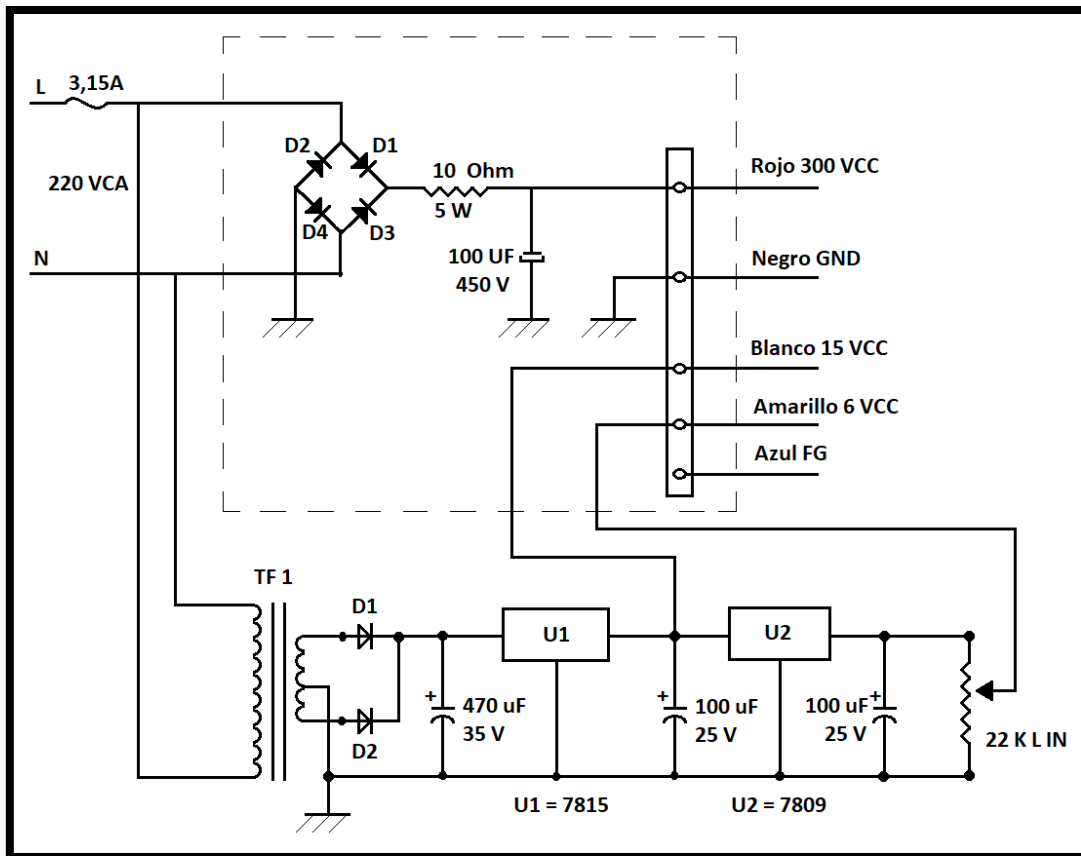 L
3,15A
220 VCA
N
D2
D1
D4
D3
10 Ohm
5 W
100 UF
450 V
Rojo 300 VCC
Negro GND
Blanco 15 VCC
Amarillo 6 VCC
Azul FG
TF 1
D1
D2
+
470 uF
35 V
U1
+
100 uF
25 V
U2
100 uF
+
25 V
22 K L IN
U1 = 7815
U2 = 7809